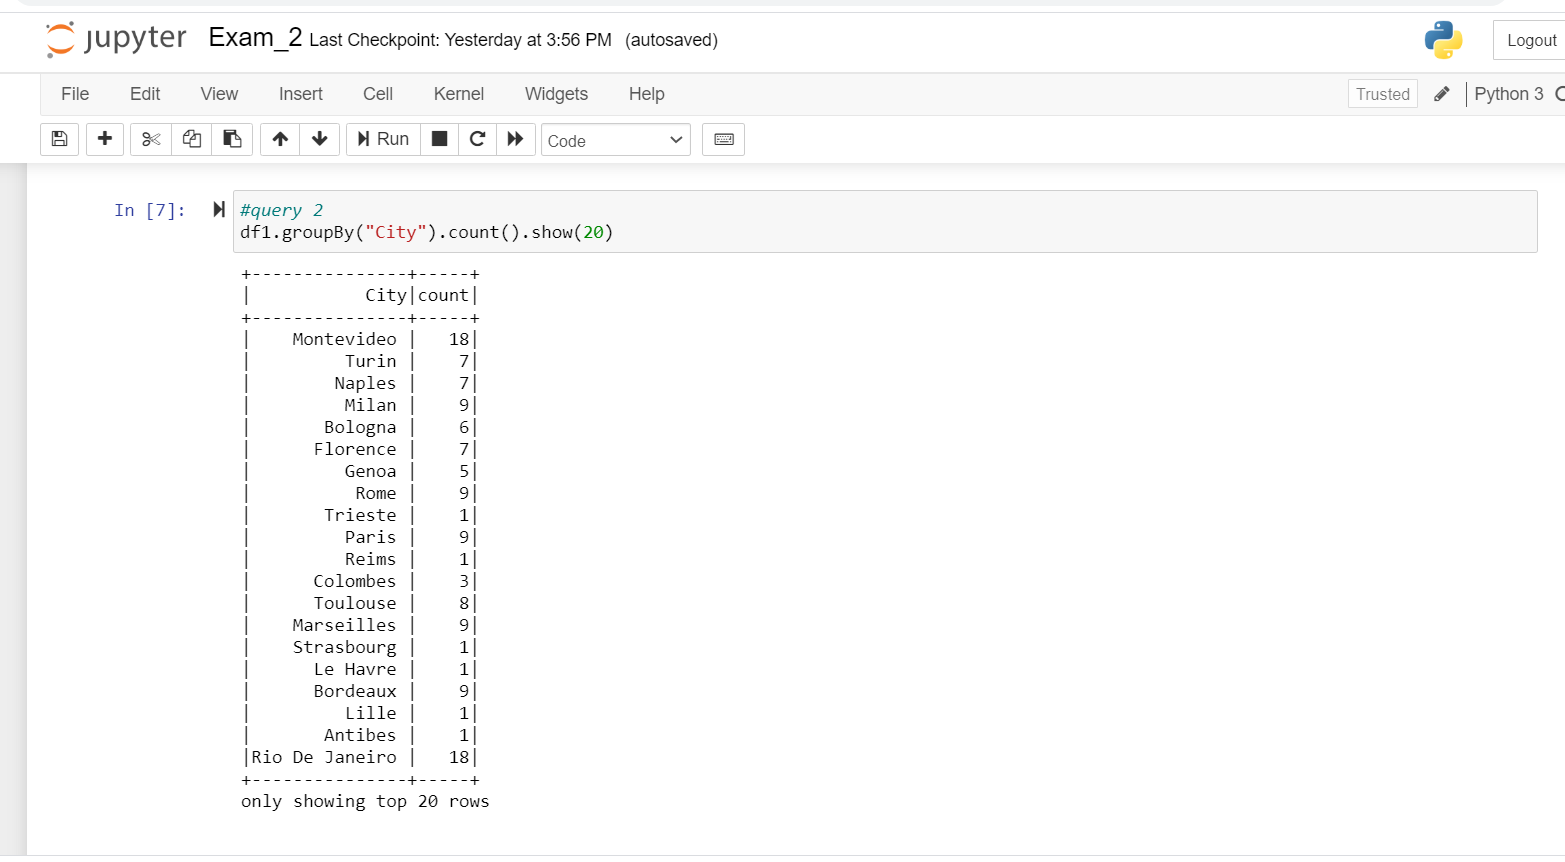 jupyter Exam_2 Last Checkpoint: Yesterday at 3:56 PM (autosaved)
Logout
File Edit View Insert Cell Kernel Widgets Help
Trusted Python 3
Run Code
In [7]:
#query 2
df1.groupBy("City").count().show(20)
+---------------+-----+
|           City|count|
+---------------+-----+
|    Montevideo |   18|
|         Turin |    7|
|        Naples |    7|
|         Milan |    9|
|       Bologna |    6|
|      Florence |    7|
|         Genoa |    5|
|          Rome |    9|
|       Trieste |    1|
|         Paris |    9|
|         Reims |    1|
|      Colombes |    3|
|      Toulouse |    8|
|    Marseilles |    9|
|    Strasbourg |    1|
|      Le Havre |    1|
|      Bordeaux |    9|
|         Lille |    1|
|       Antibes |    1|
|Rio De Janeiro |   18|
+---------------+-----+
only showing top 20 rows